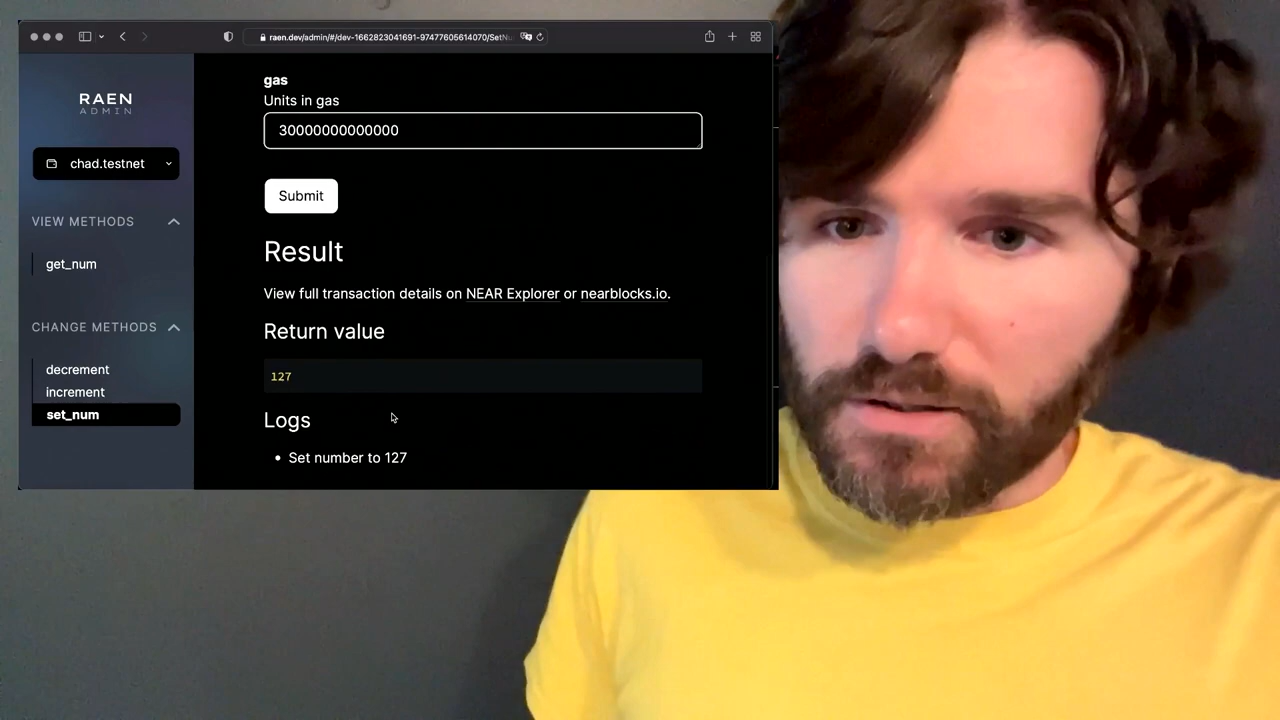 raen.dev/admin/#/dev-1662823041691-97477605614070/SetNu
RAEN
ADMIN
chad.testnet
VIEW METHODS
get_num
CHANGE METHODS
decrement
increment
set_num
gas
Units in gas
30000000000000
Submit
Result
View full transaction details on NEAR Explorer or nearblocks.io.
Return value
127
Logs
• Set number to 127